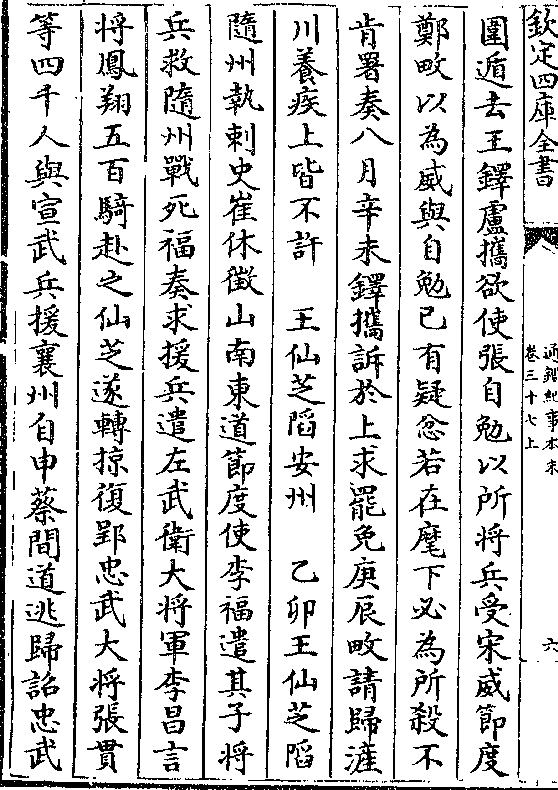 欽定四庫全書
通鑑紀事本末
卷三十七上
六
圍遁去王鐸盧攜欲使張自勉以所將兵受宋威節度
鄭畋以為威與自勉已有疑忿若在麾下必為所殺不
肯署奏八月辛未鐸攜訴於上求罷免庚辰畋請歸滻
川養疾上皆不許　王仙芝陷安州　乙卯王仙芝陷
隨州執刺史崔休徵山南東道節度使李福遣其子將
兵救隨州戰死福奏求援兵遣左武衛大將軍李昌言
將鳳翔五百騎赴之仙芝遂轉掠復郢忠武大將張貫
等四千人與宣武兵援襄州自申蔡間道逃歸詔忠武